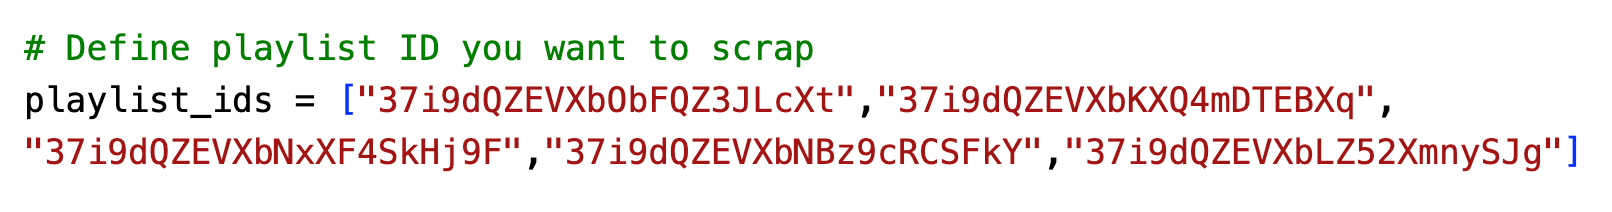 # Define playlist ID you want to scrap
playlist_ids = ["37i9dQZEVXbObFQZ3JLcXt","37i9dQZEVXbKXQ4mDTEBXq",
"37i9dQZEVXbNxXF4SkHj9F","37i9dQZEVXbNBz9cRCSFkY","37i9dQZEVXbLZ52XmnySJg"]